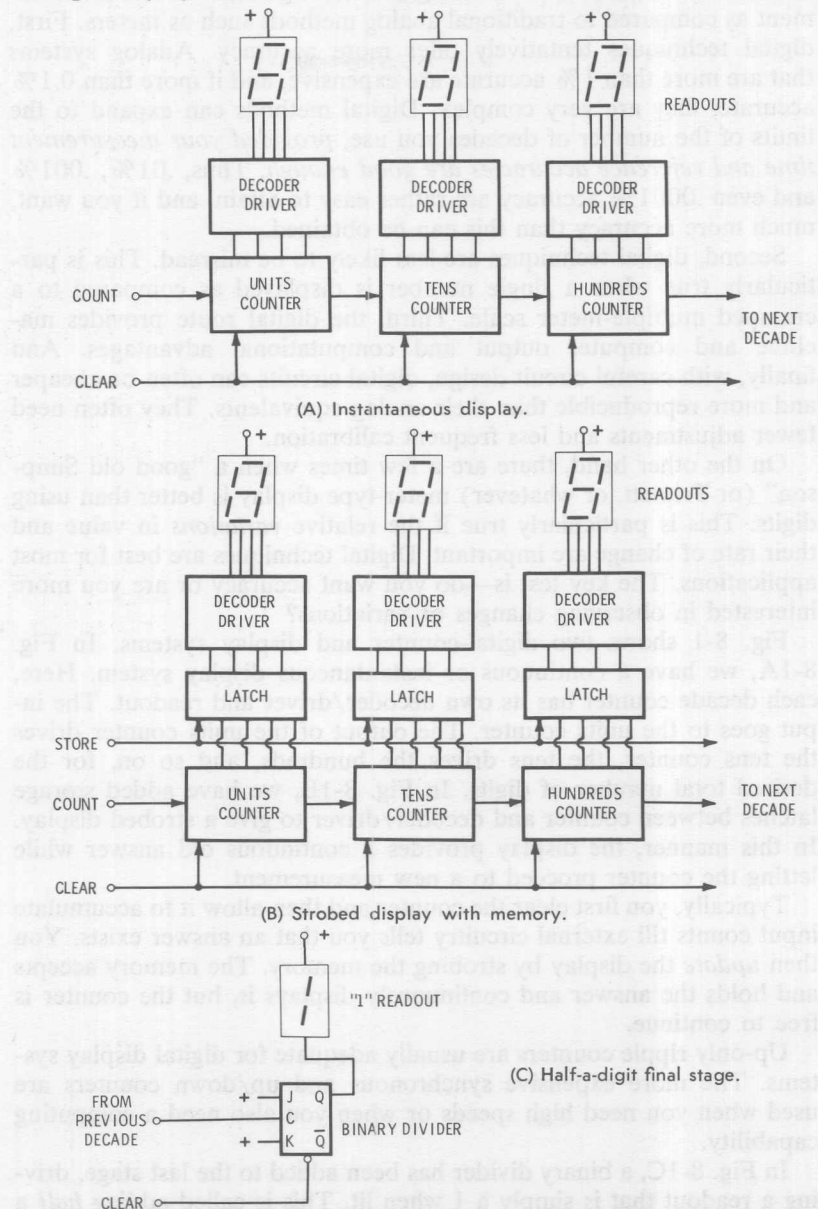 +
+
+
READOUTS
DECODER
DRIVER
DECODER
DRIVER
DECODER
DRIVER
COUNT
UNITS
COUNTER
TENS
COUNTER
HUNDREDS
COUNTER
TO NEXT
DECADE
CLEAR
(A) Instantaneous display.
+
+
+
READOUTS
DECODER
DRIVER
DECODER
DRIVER
DECODER
DRIVER
LATCH
LATCH
LATCH
STORE
COUNT
UNITS
COUNTER
TENS
COUNTER
HUNDREDS
COUNTER
TO NEXT
DECADE
CLEAR
(B) Strobed display with memory.
+
"1" READOUT
(C) Half-a-digit final stage.
FROM
PREVIOUS
DECADE
+
+
J Q
C
K Q̅
BINARY DIVIDER
CLEAR